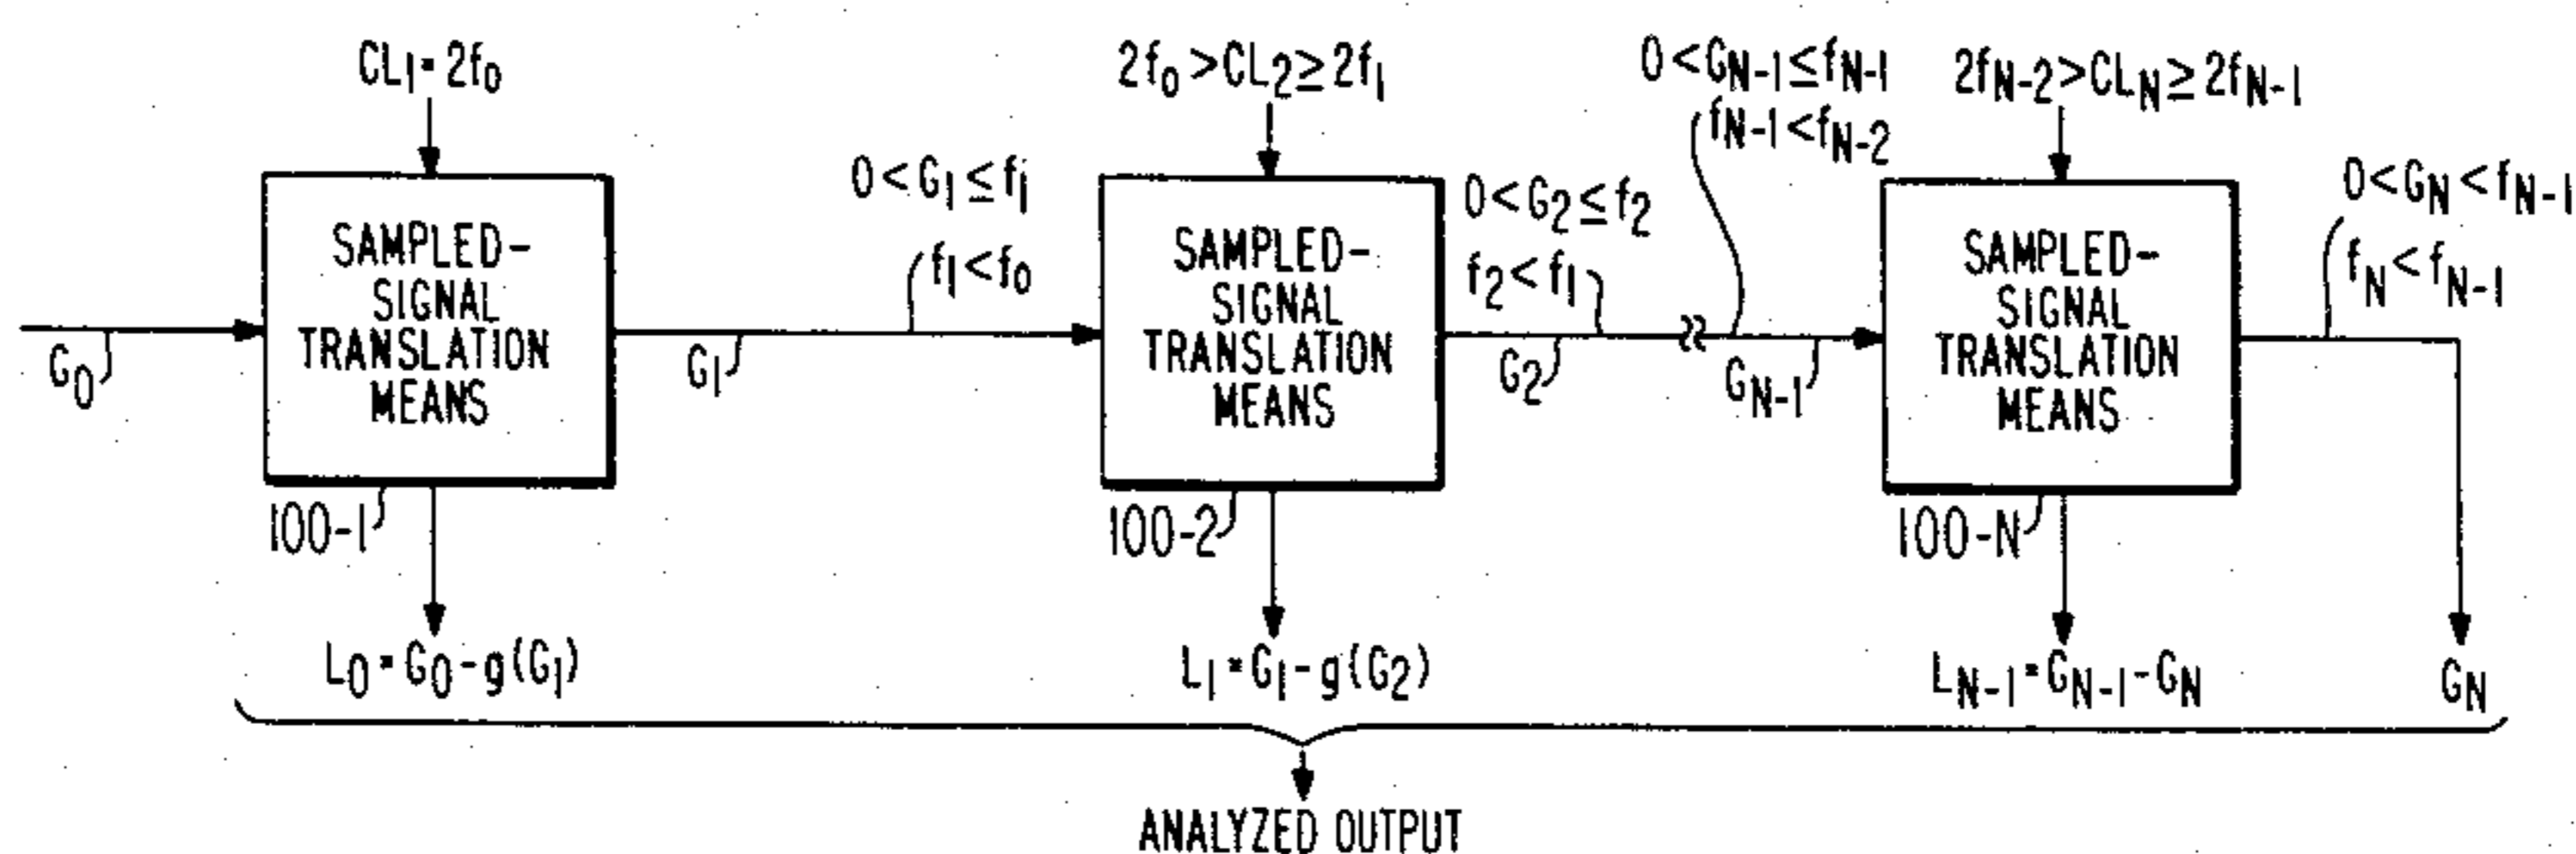 CL1 = 2f0
2f0 > CL2 ≥ 2f1
0 < GN-1 ≤ fN-1
fN-1 < fN-2
2fN-2 > CLN ≥ 2fN-1
0 < G1 ≤ f1
f1 < f0
0 < G2 ≤ f2
f2 < f1
0 < GN < fN-1
fN < fN-1
SAMPLED-
SIGNAL
TRANSLATION
MEANS
SAMPLED-
SIGNAL
TRANSLATION
MEANS
SAMPLED-
SIGNAL
TRANSLATION
MEANS
G0
G1
G2
GN-1
100-1
100-2
100-N
L0 = G0 - g(G1)
L1 = G1 - g(G2)
LN-1 = GN-1 - GN
GN
ANALYZED OUTPUT